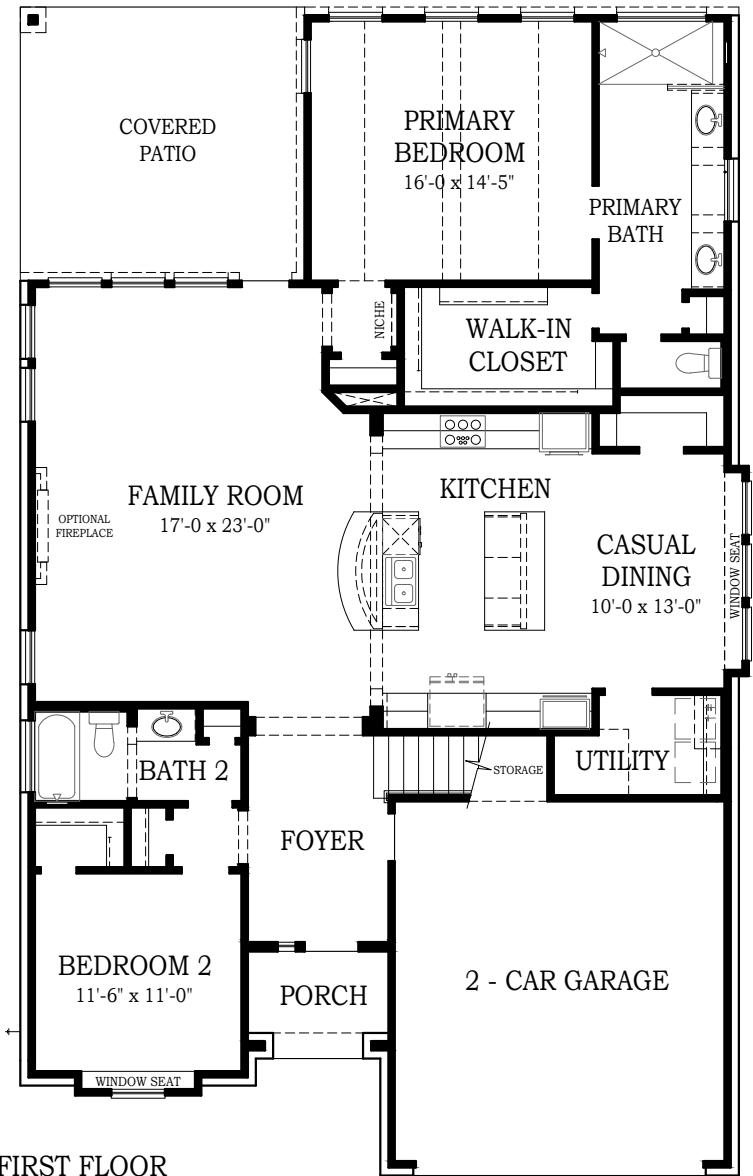 COVERED
PATIO
PRIMARY
BEDROOM
16'-0 x 14'-5"
PRIMARY
BATH
NICHE
WALK-IN
CLOSET
FAMILY ROOM
17'-0 x 23'-0"
OPTIONAL
FIREPLACE
KITCHEN
CASUAL
DINING
10'-0 x 13'-0"
WINDOW SEAT
BATH 2
STORAGE
UTILITY
FOYER
BEDROOM 2
11'-6" x 11'-0"
PORCH
2 - CAR GARAGE
WINDOW SEAT
FIRST FLOOR